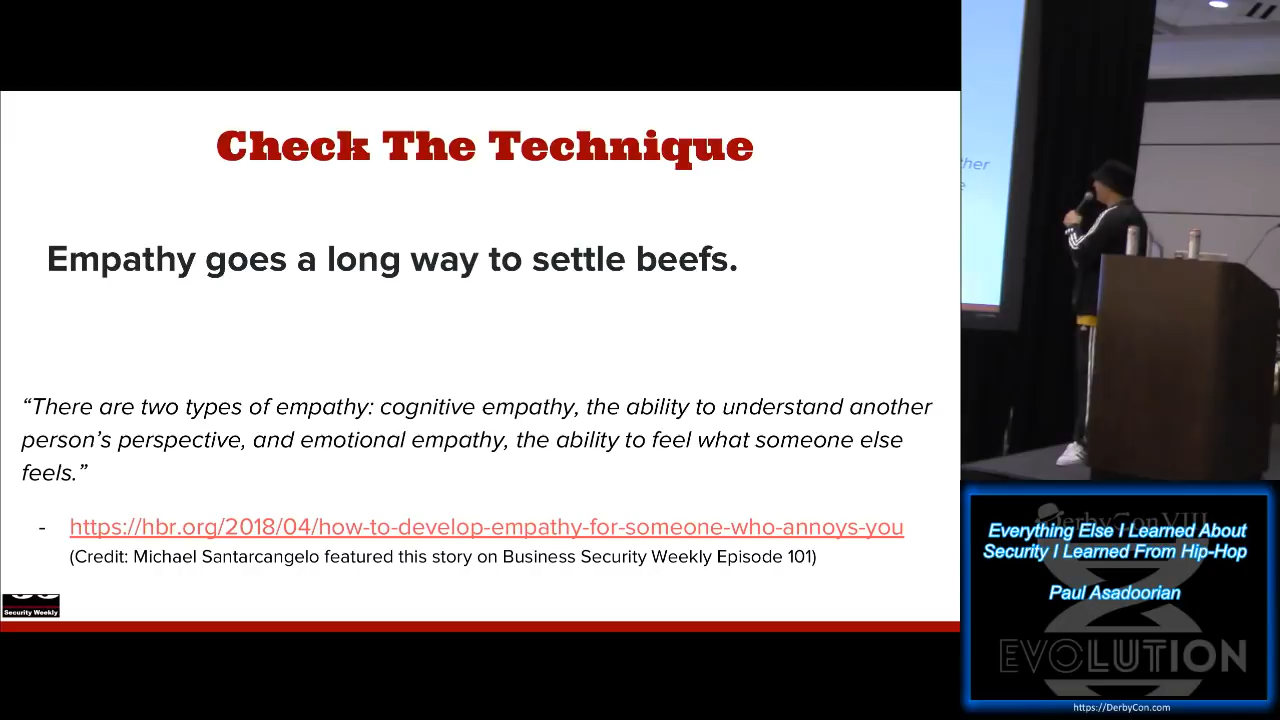 Check The Technique
Empathy goes a long way to settle beefs.
“There are two types of empathy: cognitive empathy, the ability to understand another
person’s perspective, and emotional empathy, the ability to feel what someone else
feels.”
- https://hbr.org/2018/04/how-to-develop-empathy-for-someone-who-annoys-you
(Credit: Michael Santarcangelo featured this story on Business Security Weekly Episode 101)
Security Weekly
DerbyCon VIII
Everything Else I Learned About
Security I Learned From Hip-Hop
Paul Asadoorian
EVOLUTION
https://DerbyCon.com